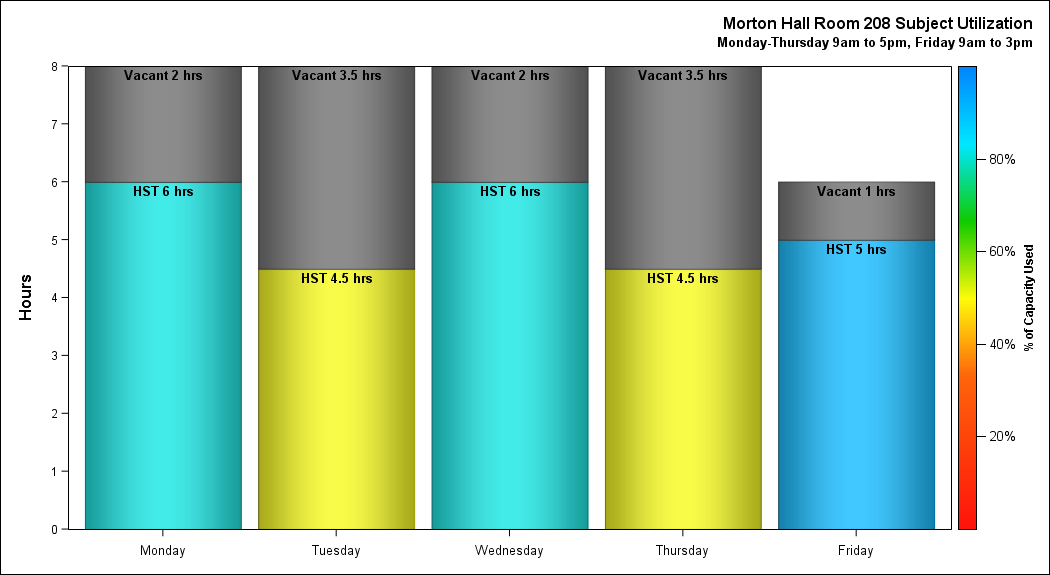 Morton Hall Room 208 Subject Utilization
Monday-Thursday 9am to 5pm, Friday 9am to 3pm
8
7
6
5
4
3
2
1
0
Hours
Vacant 2 hrs
HST 6 hrs
Vacant 3.5 hrs
HST 4.5 hrs
Vacant 2 hrs
HST 6 hrs
Vacant 3.5 hrs
HST 4.5 hrs
Vacant 1 hrs
HST 5 hrs
Monday
Tuesday
Wednesday
Thursday
Friday
80%
60%
40%
20%
% of Capacity Used